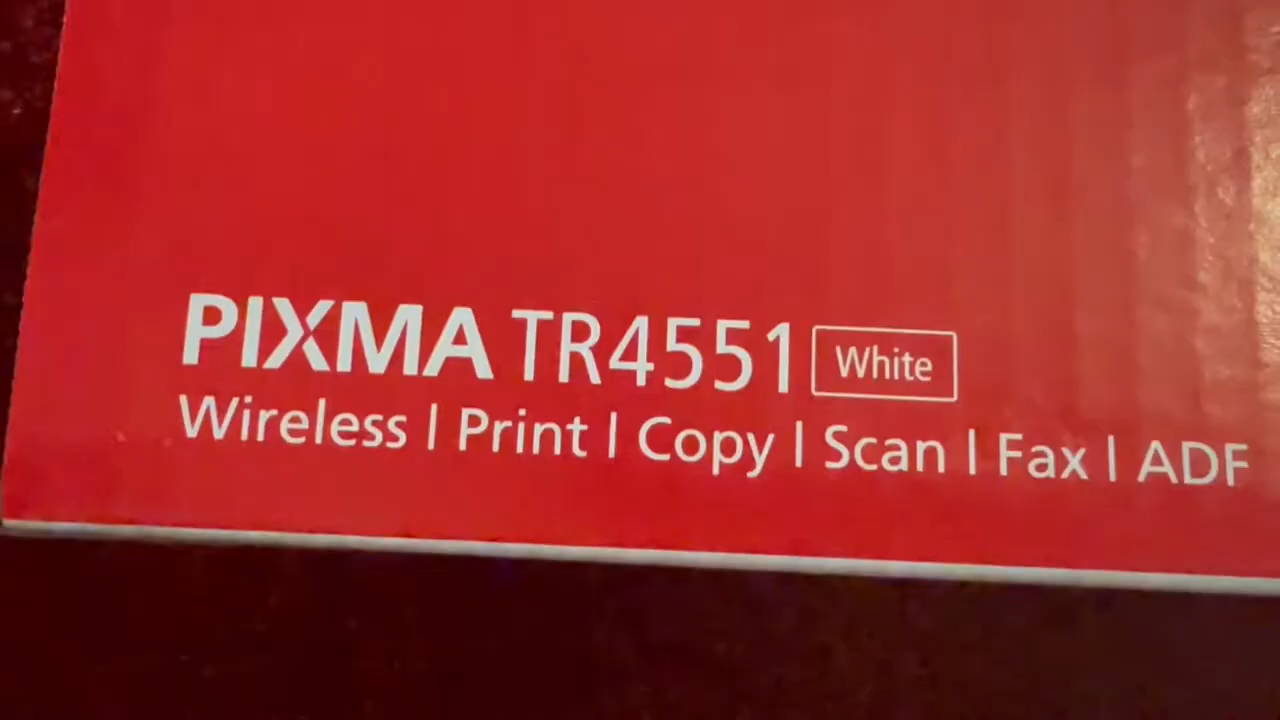 PIXMA TR4551 White
Wireless | Print | Copy | Scan | Fax | ADF